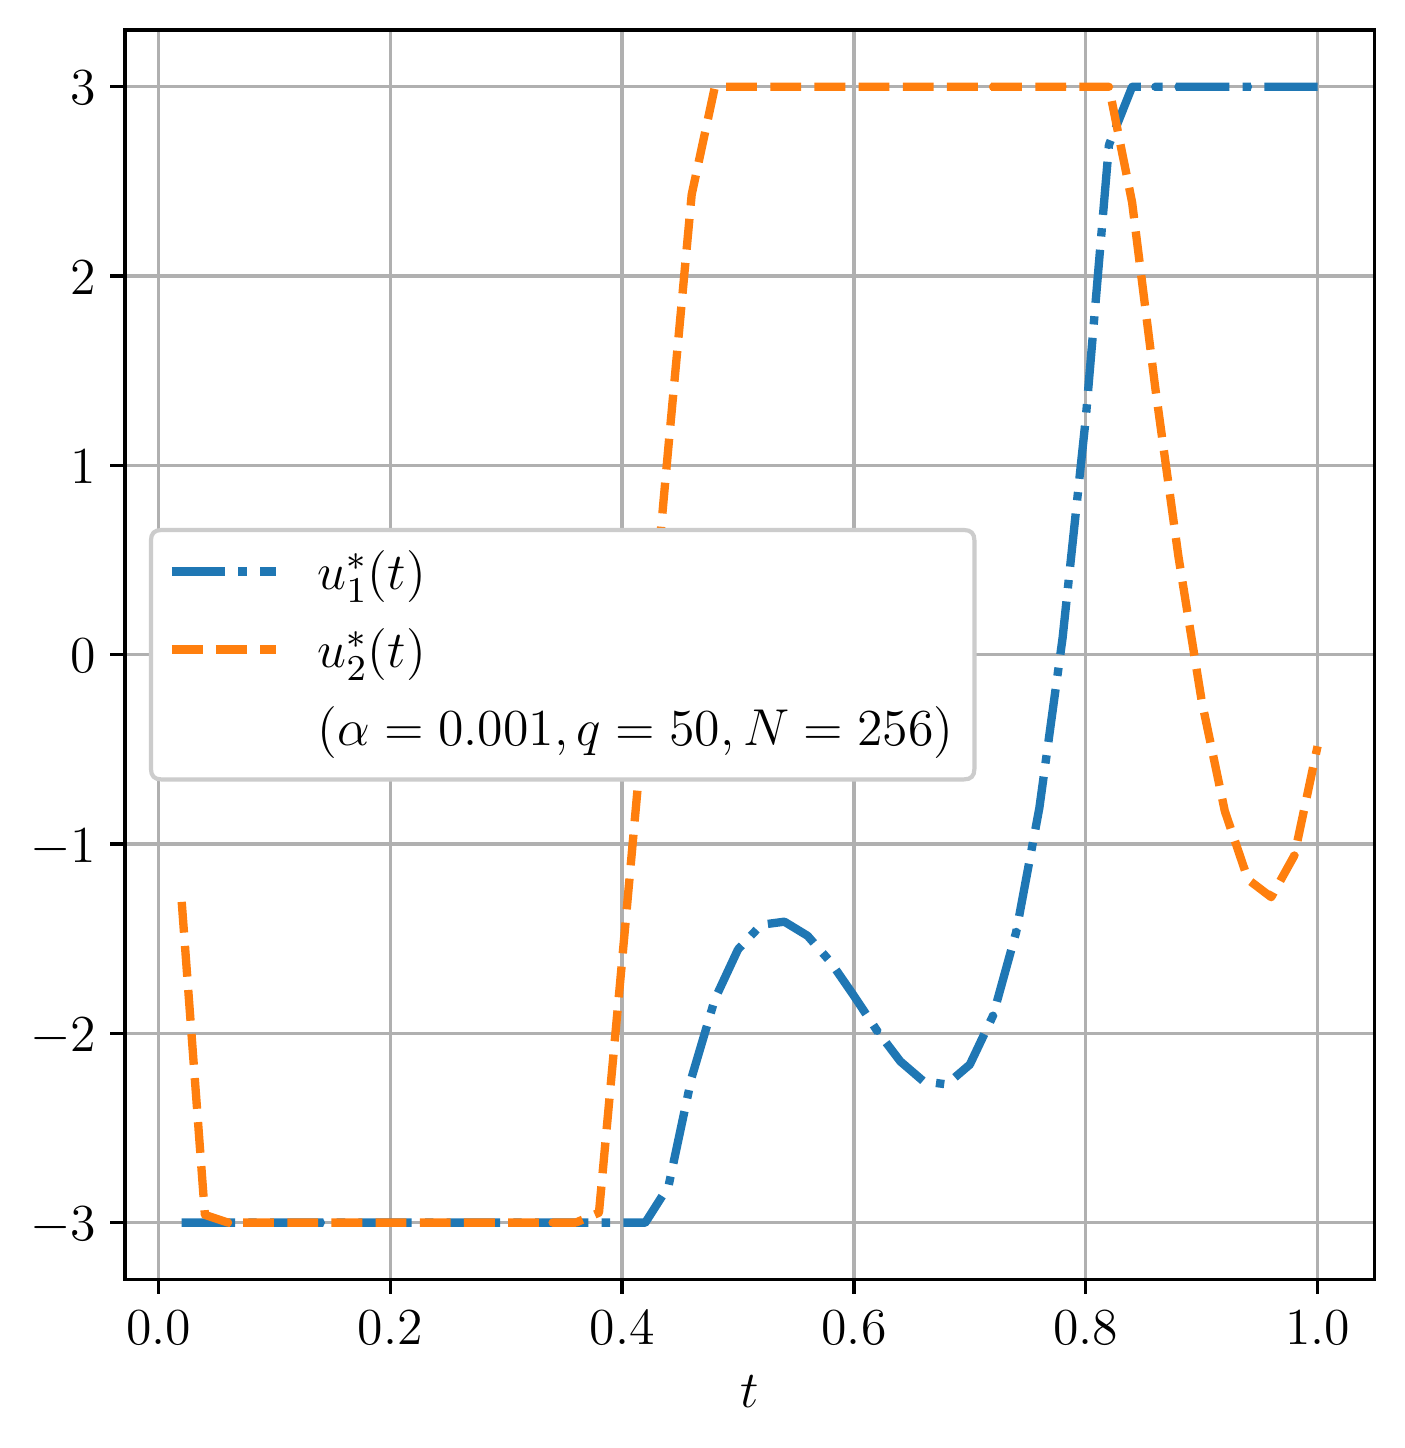 3
2
1
0
−1
−2
−3
u₁*(t)
u₂*(t)
(α = 0.001, q = 50, N = 256)
0.0 0.2 0.4 0.6 0.8 1.0
t